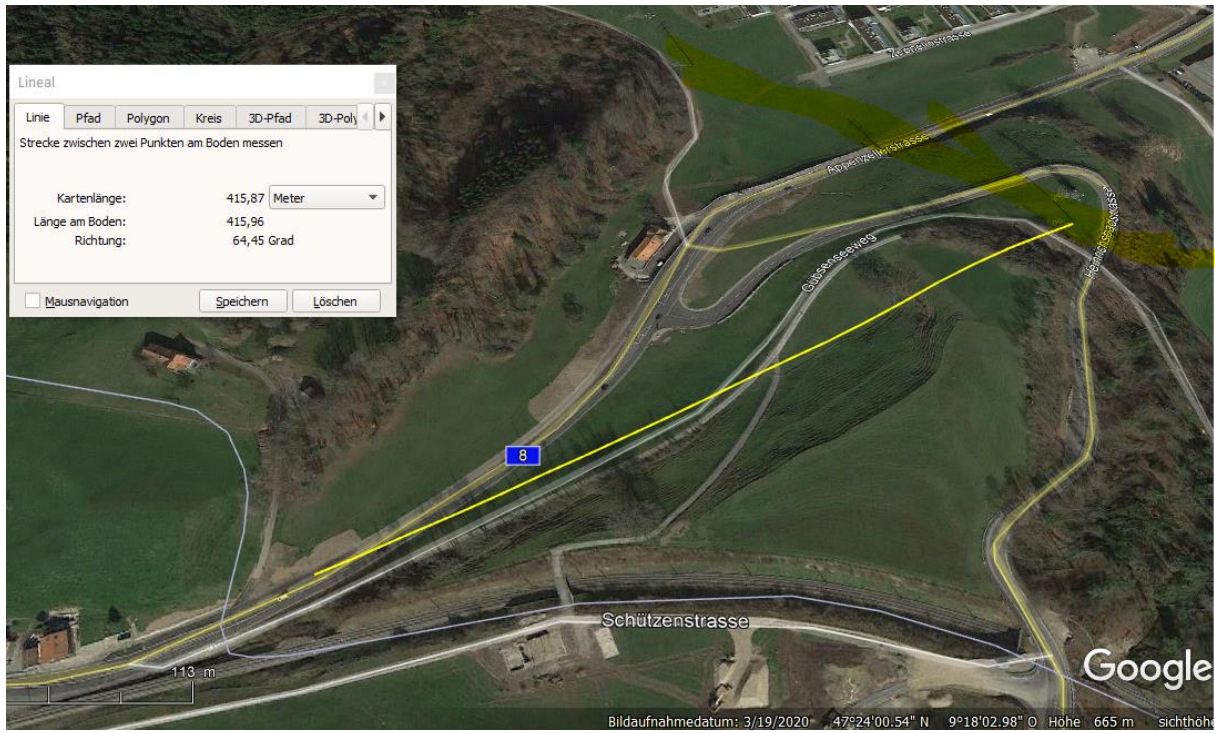 Lineal
Linie Pfad Polygon Kreis 3D-Pfad 3D-Poly
Strecke zwischen zwei Punkten am Boden messen
Kartenlänge: 415,87 Meter
Länge am Boden: 415,96
Richtung: 64,45 Grad
Mausnavigation Speichern Löschen
Appenzellerstrasse
Gübsenseeweg
8
Schützenstrasse
113 m
Google
Bildaufnahmedatum: 3/19/2020 47°24'00.54" N 9°18'02.98" O Höhe 665 m sichthöhe